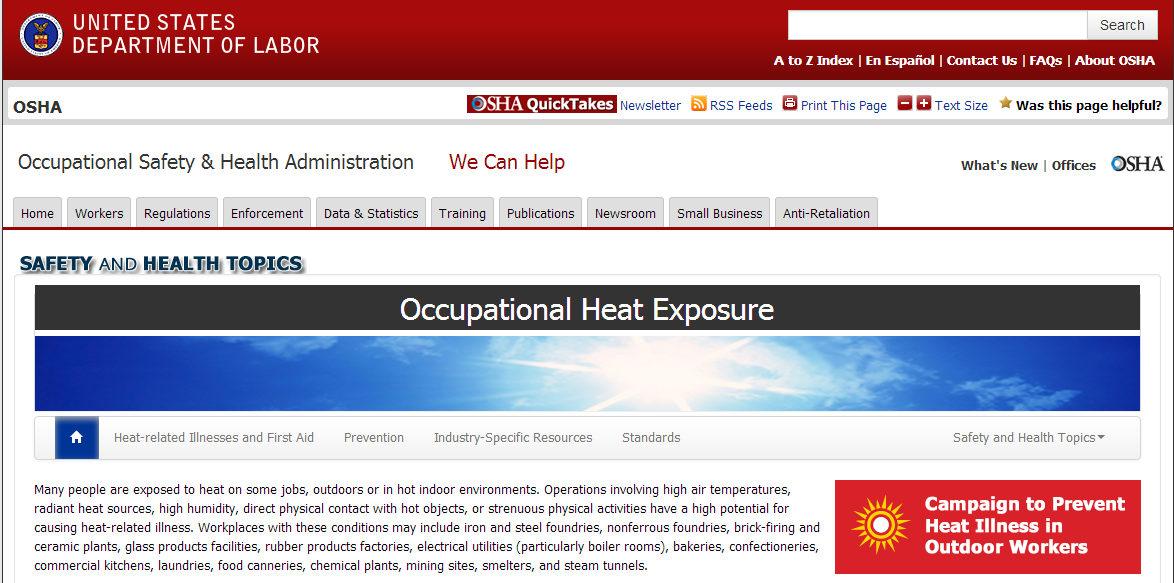 UNITED STATES
DEPARTMENT OF LABOR
Search
A to Z Index | En Español | Contact Us | FAQs | About OSHA
OSHA
OSHA QuickTakes Newsletter RSS Feeds Print This Page Text Size Was this page helpful?
Occupational Safety & Health Administration We Can Help
What's New | Offices OSHA
Home Workers Regulations Enforcement Data & Statistics Training Publications Newsroom Small Business Anti-Retaliation
SAFETY AND HEALTH TOPICS
Occupational Heat Exposure
Heat-related Illnesses and First Aid Prevention Industry-Specific Resources Standards Safety and Health Topics
Many people are exposed to heat on some jobs, outdoors or in hot indoor environments. Operations involving high air temperatures,
radiant heat sources, high humidity, direct physical contact with hot objects, or strenuous physical activities have a high potential for
causing heat-related illness. Workplaces with these conditions may include iron and steel foundries, nonferrous foundries, brick-firing and
ceramic plants, glass products facilities, rubber products factories, electrical utilities (particularly boiler rooms), bakeries, confectioneries,
commercial kitchens, laundries, food canneries, chemical plants, mining sites, smelters, and steam tunnels.
Campaign to Prevent
Heat Illness in
Outdoor Workers